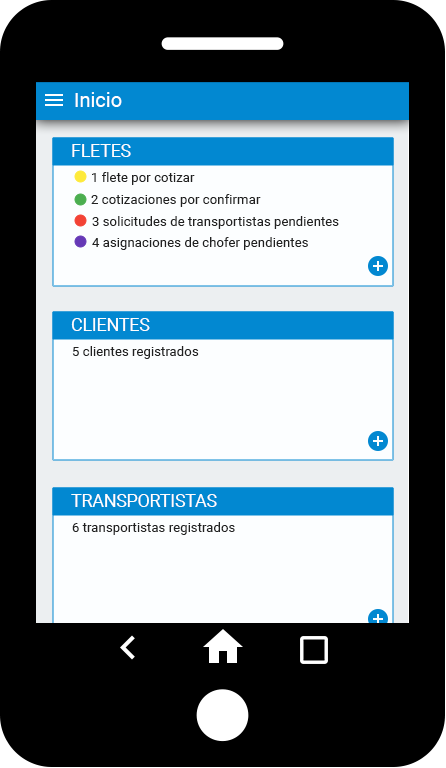 Inicio
FLETES
1 flete por cotizar
2 cotizaciones por confirmar
3 solicitudes de transportistas pendientes
4 asignaciones de chofer pendientes
CLIENTES
5 clientes registrados
TRANSPORTISTAS
6 transportistas registrados